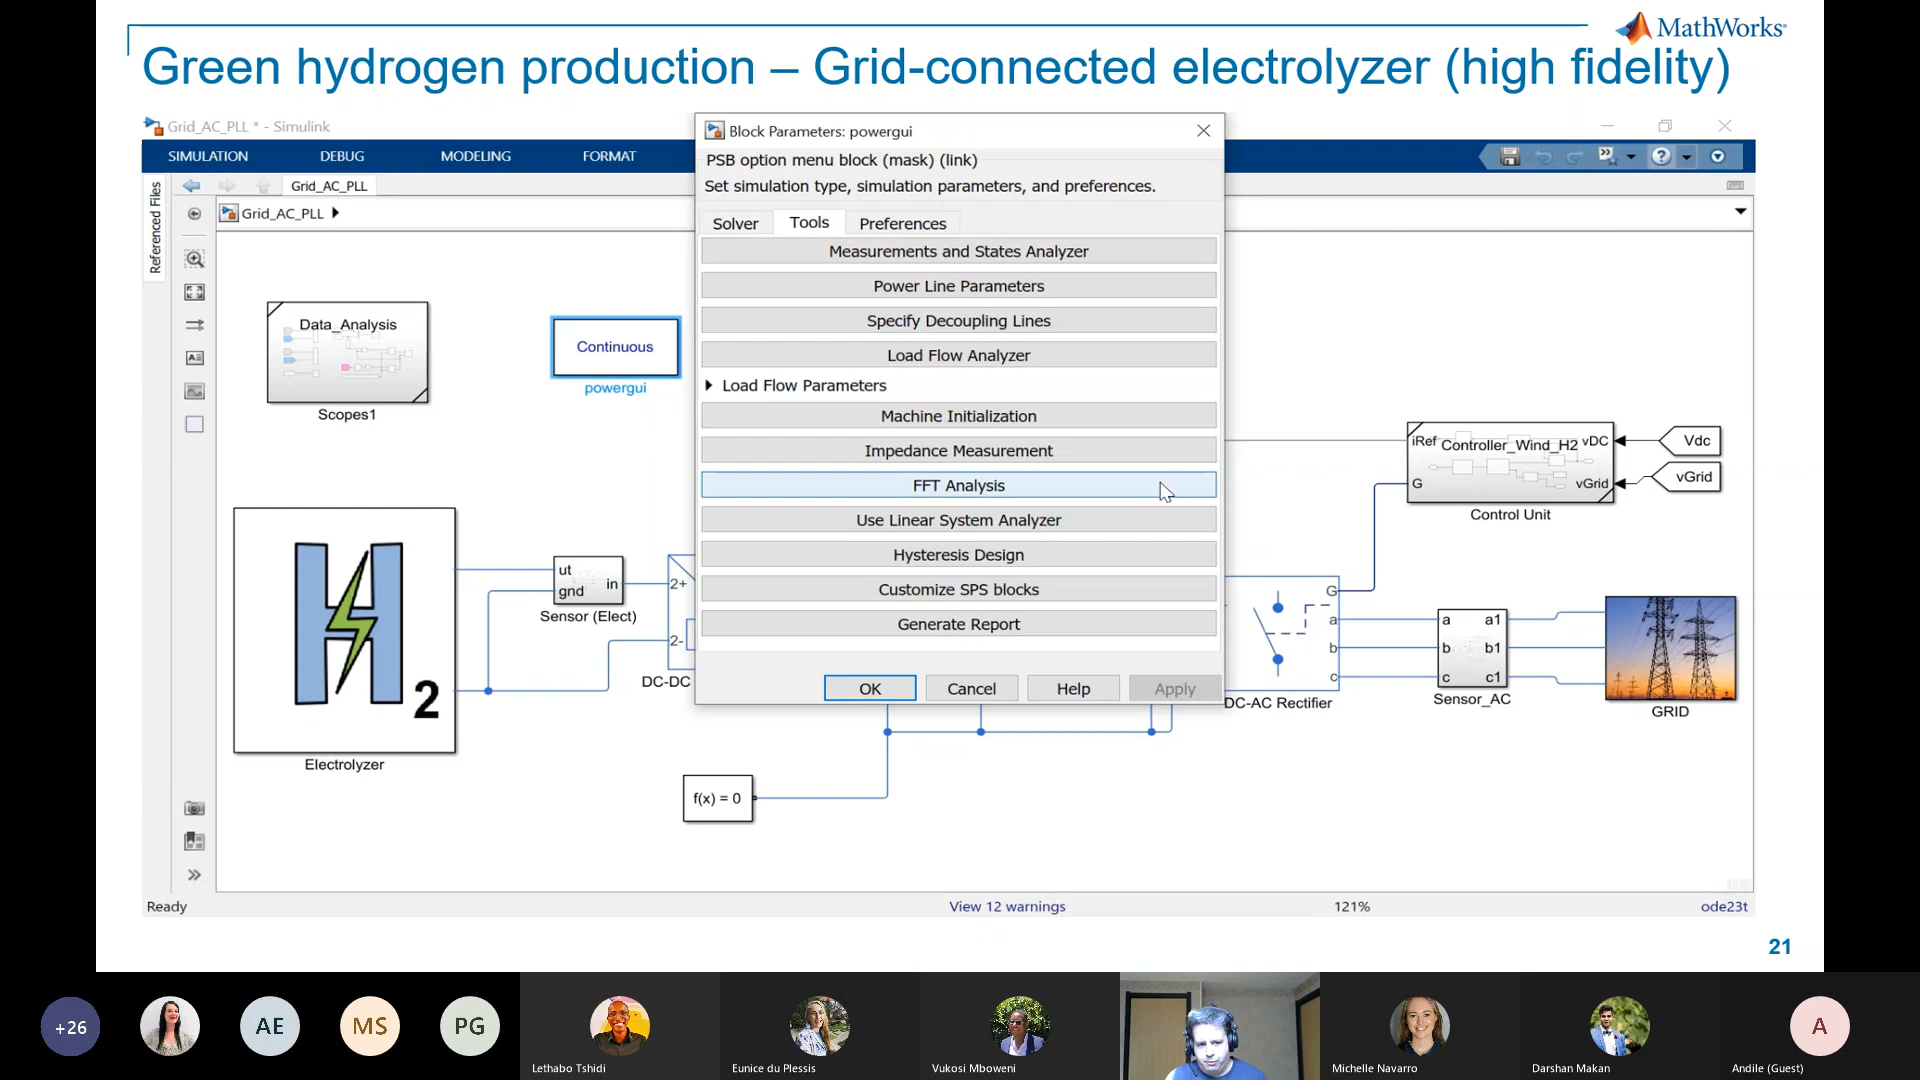 MathWorks®
Green hydrogen production – Grid-connected electrolyzer (high fidelity)
Grid_AC_PLL * - Simulink
SIMULATION DEBUG MODELING FORMAT
Grid_AC_PLL
Grid_AC_PLL
Referenced Files
Block Parameters: powergui
PSB option menu block (mask) (link)
Set simulation type, simulation parameters, and preferences.
Solver Tools Preferences
Measurements and States Analyzer
Power Line Parameters
Specify Decoupling Lines
Load Flow Analyzer
Load Flow Parameters
Machine Initialization
Impedance Measurement
FFT Analysis
Use Linear System Analyzer
Hysteresis Design
Customize SPS blocks
Generate Report
OK Cancel Help Apply
Data_Analysis
Scopes1
Continuous
powergui
iRef Controller_Wind_H2 vDC
G vGrid
Control Unit
Vdc
vGrid
H2
Electrolyzer
ut
gnd in
Sensor (Elect)
2+
2-
DC-DC
G
a
b
c
DC-AC Rectifier
a a1
b b1
c c1
Sensor_AC
GRID
f(x) = 0
Ready View 12 warnings 121% ode23t
21
+26 AE MS PG A
Lethabo Tshidi Eunice du Plessis Vukosi Mboweni Michelle Navarro Darshan Makan Andile (Guest)